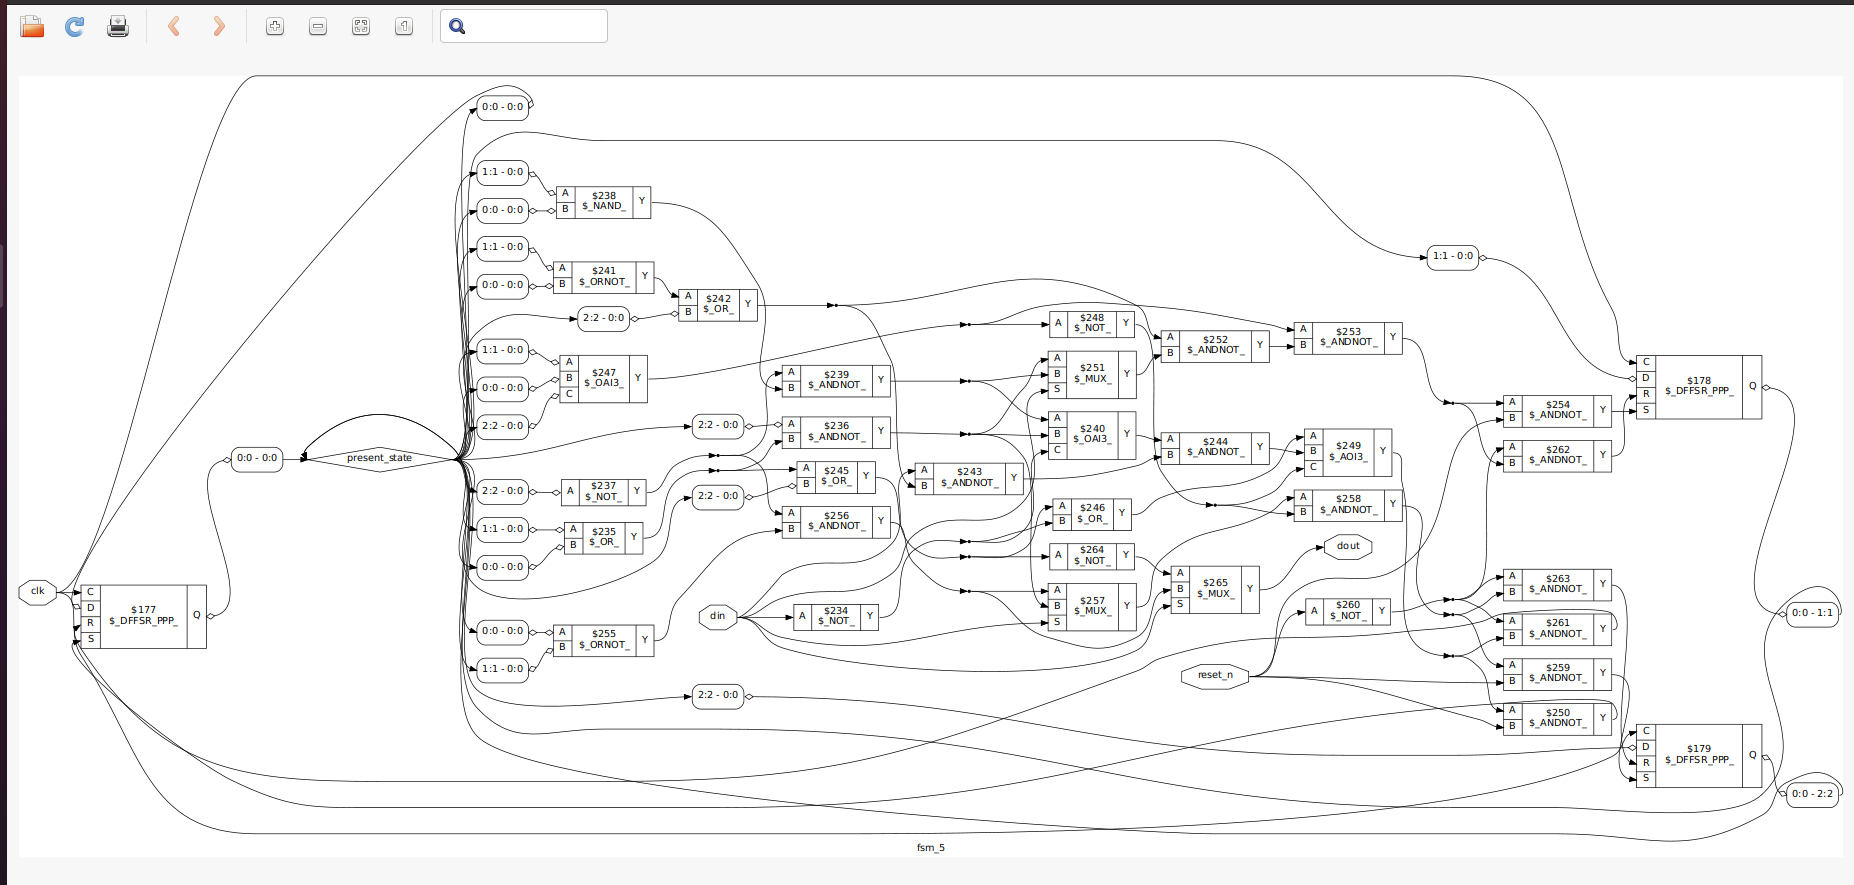 1
0:0 - 0:0
1:1 - 0:0
A
B
$238
$_NAND_
Y
0:0 - 0:0
1:1 - 0:0
A
B
$241
$_ORNOT_
Y
0:0 - 0:0
1:1 - 0:0
A
B
$242
$_OR_
Y
2:2 - 0:0
1:1 - 0:0
0:0 - 0:0
2:2 - 0:0
A
B
C
$247
$_OAI3_
Y
A
$248
$_NOT_
Y
A
B
$252
$_ANDNOT_
Y
A
B
$253
$_ANDNOT_
Y
A
B
S
$251
$_MUX_
Y
A
B
$239
$_ANDNOT_
Y
C
D
R
S
$178
$_DFFSR_PPP_
Q
A
B
$254
$_ANDNOT_
Y
2:2 - 0:0
A
B
$236
$_ANDNOT_
Y
A
B
C
$240
$_OAI3_
Y
A
B
$244
$_ANDNOT_
Y
A
B
C
$249
$_AOI3_
Y
A
B
$262
$_ANDNOT_
Y
0:0 - 0:0
present_state
A
B
$245
$_OR_
Y
A
B
$243
$_ANDNOT_
Y
2:2 - 0:0
A
$237
$_NOT_
Y
2:2 - 0:0
A
B
$246
$_OR_
Y
A
B
$258
$_ANDNOT_
Y
1:1 - 0:0
0:0 - 0:0
A
B
$235
$_OR_
Y
A
B
$256
$_ANDNOT_
Y
dout
A
$264
$_NOT_
Y
A
B
S
$265
$_MUX_
Y
A
B
$263
$_ANDNOT_
Y
clk
C
D
R
S
$177
$_DFFSR_PPP_
Q
din
A
$234
$_NOT_
Y
A
B
S
$257
$_MUX_
Y
A
$260
$_NOT_
Y
0:0 - 1:1
A
B
$261
$_ANDNOT_
Y
0:0 - 0:0
1:1 - 0:0
A
B
$255
$_ORNOT_
Y
reset_n
A
B
$259
$_ANDNOT_
Y
2:2 - 0:0
A
B
$250
$_ANDNOT_
Y
C
D
R
S
$179
$_DFFSR_PPP_
Q
0:0 - 2:2
fsm_5